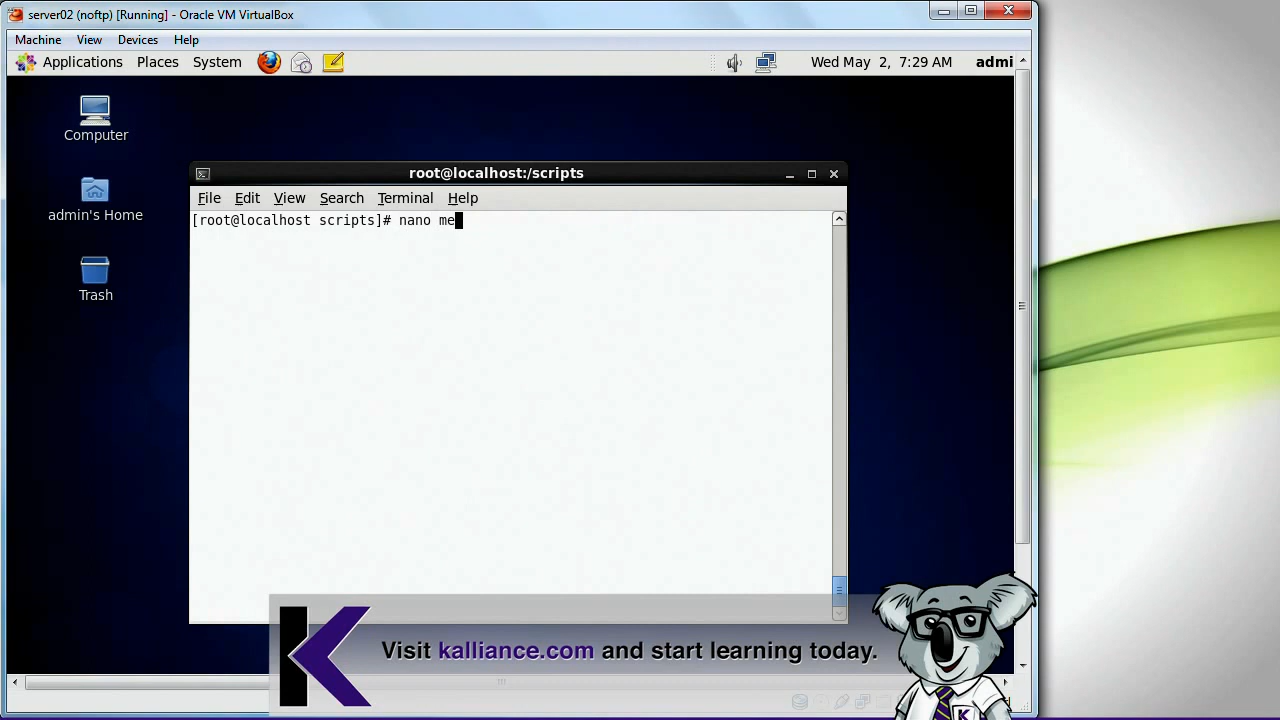 server02 (noftp) [Running] - Oracle VM VirtualBox
Machine View Devices Help
Applications Places System Wed May 2, 7:29 AM admi
Computer
admin's Home
Trash
root@localhost:/scripts
File Edit View Search Terminal Help
[root@localhost scripts]# nano me
K Visit kalliance.com and start learning today.
K